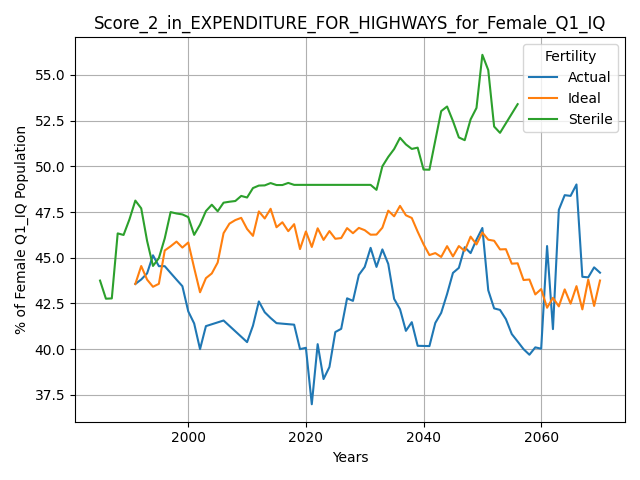 Score_2_in_EXPENDITURE_FOR_HIGHWAYS_for_Female_Q1_IQ
Fertility
Actual
Ideal
Sterile
% of Female Q1_IQ Population
55.0
52.5
50.0
47.5
45.0
42.5
40.0
37.5
2000 2020 2040 2060
Years